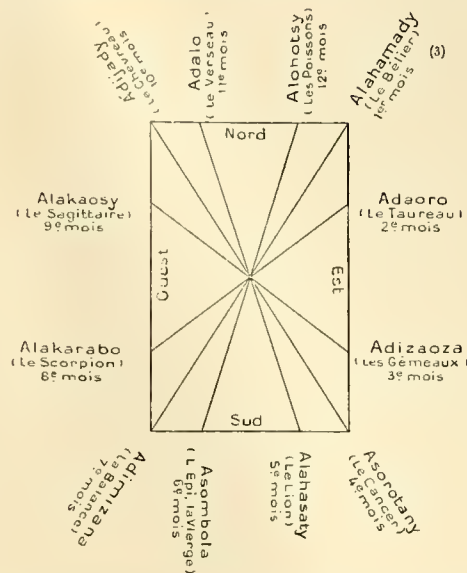 Adijady
(Le Chevreau)
10e mois
Adalo
(Le Verseau)
11e mois
Alohotsy
(Les Poissons)
12e mois
Alahamady
(Le Bélier)
1er mois
(3)
Nord
Alakaosy
(Le Sagittaire)
9e mois
Adaoro
(Le Taureau)
2e mois
Ouest
Est
Alakarabo
(Le Scorpion)
8e mois
Adizaoza
(Les Gémeaux)
3e mois
Sud
Adirmizana
(La Balance)
7e mois
Asombola
(L'Epi, la Vierge)
6e mois
Alahasaty
(Le Lion)
5e mois
Asorotany
(Le Cancer)
4e mois